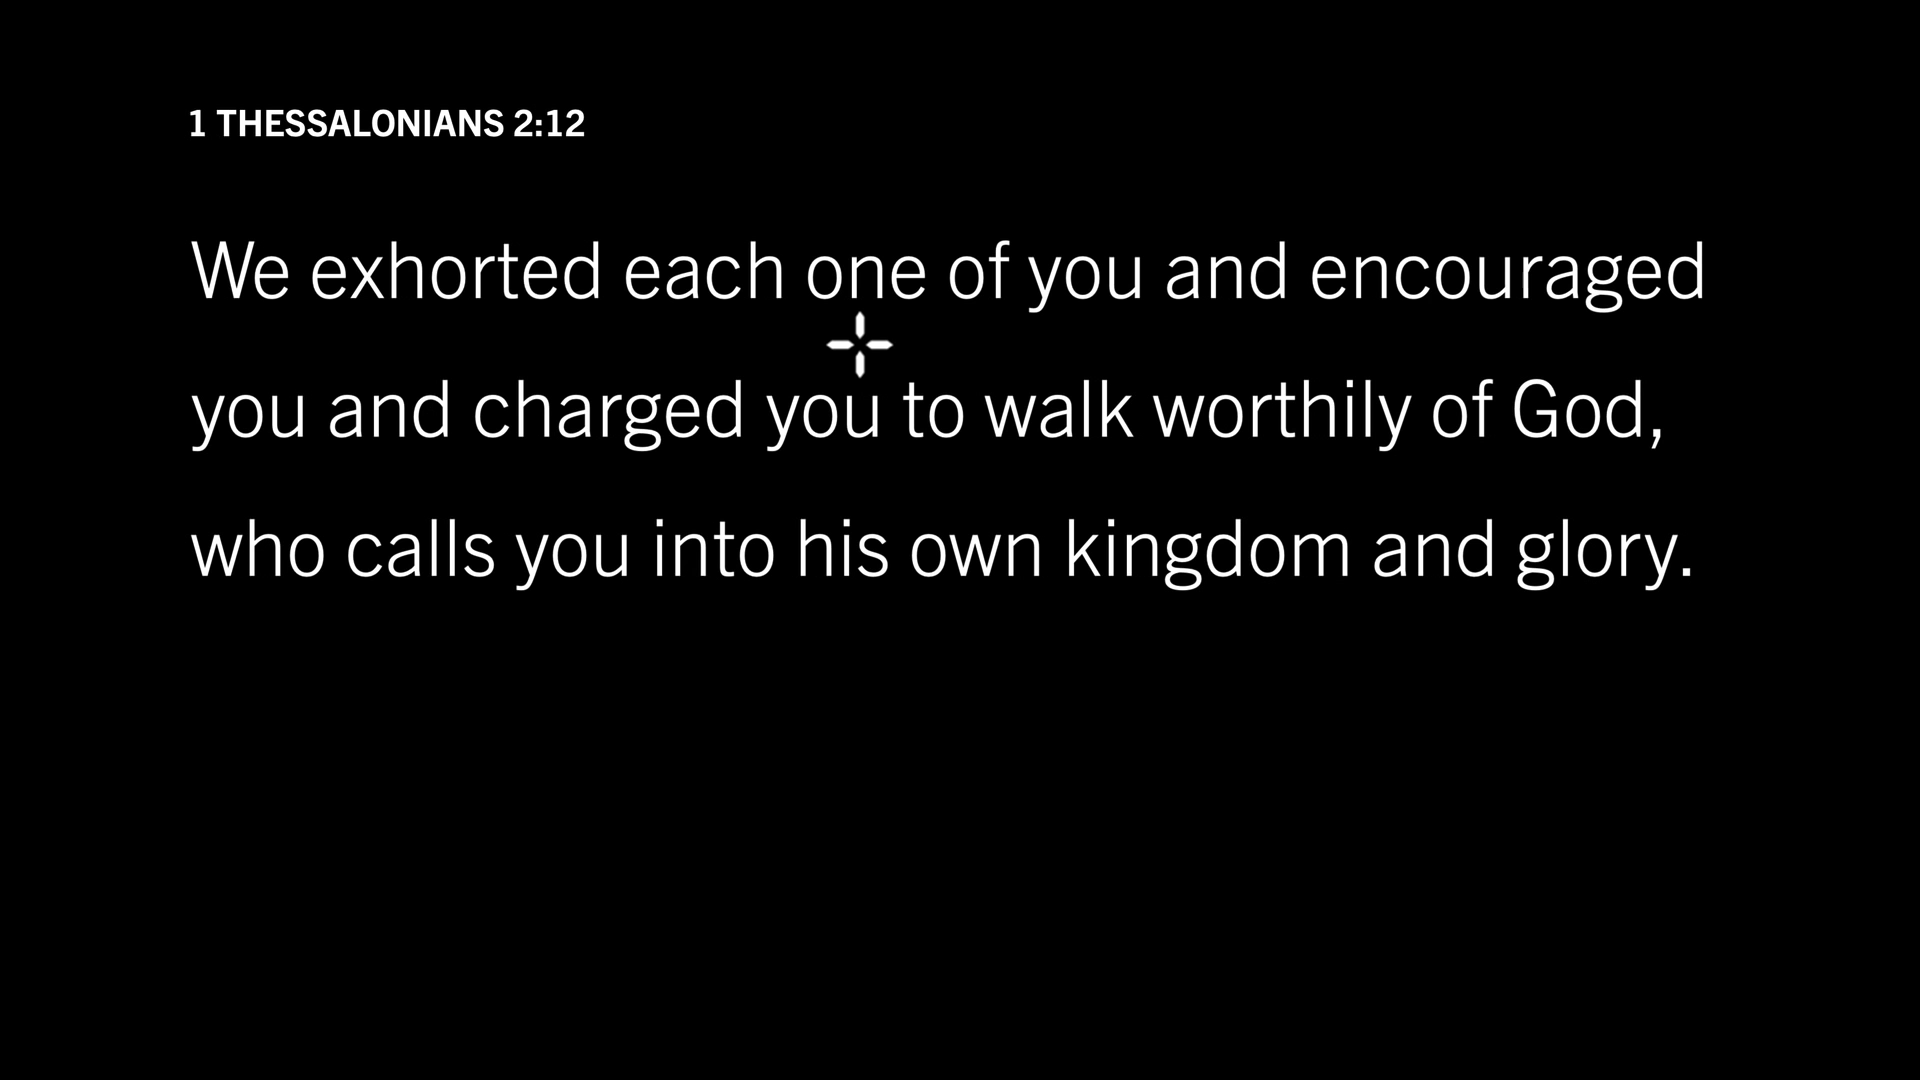 1 THESSALONIANS 2:12
We exhorted each one of you and encouraged
you and charged you to walk worthily of God,
who calls you into his own kingdom and glory.